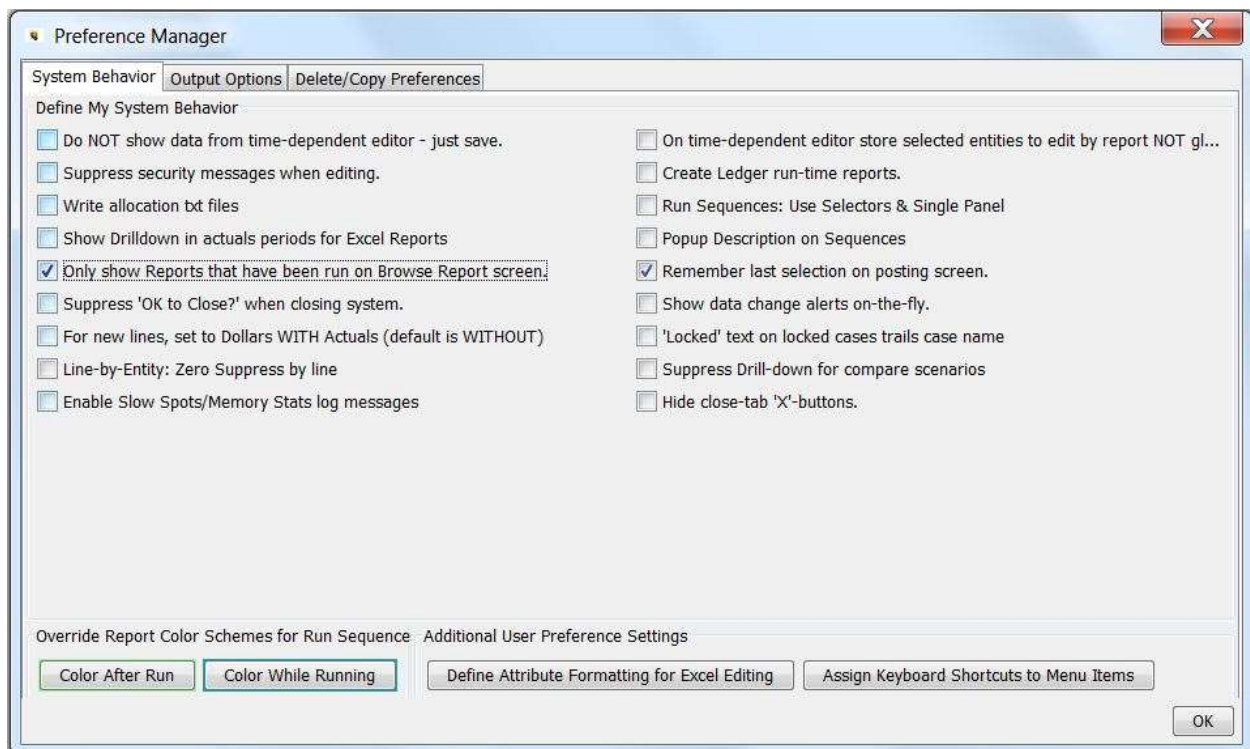 Preference Manager
System Behavior Output Options Delete/Copy Preferences
Define My System Behavior
Do NOT show data from time-dependent editor - just save.
On time-dependent editor store selected entities to edit by report NOT gl...
Suppress security messages when editing.
Create Ledger run-time reports.
Write allocation txt files
Run Sequences: Use Selectors & Single Panel
Show Drilldown in actuals periods for Excel Reports
Popup Description on Sequences
Only show Reports that have been run on Browse Report screen.
Remember last selection on posting screen.
Suppress 'OK to Close?' when closing system.
Show data change alerts on-the-fly.
For new lines, set to Dollars WITH Actuals (default is WITHOUT)
'Locked' text on locked cases trails case name
Line-by-Entity: Zero Suppress by line
Suppress Drill-down for compare scenarios
Enable Slow Spots/Memory Stats log messages
Hide close-tab 'X'-buttons.
Override Report Color Schemes for Run Sequence Additional User Preference Settings
Color After Run Color While Running Define Attribute Formatting for Excel Editing Assign Keyboard Shortcuts to Menu Items
OK